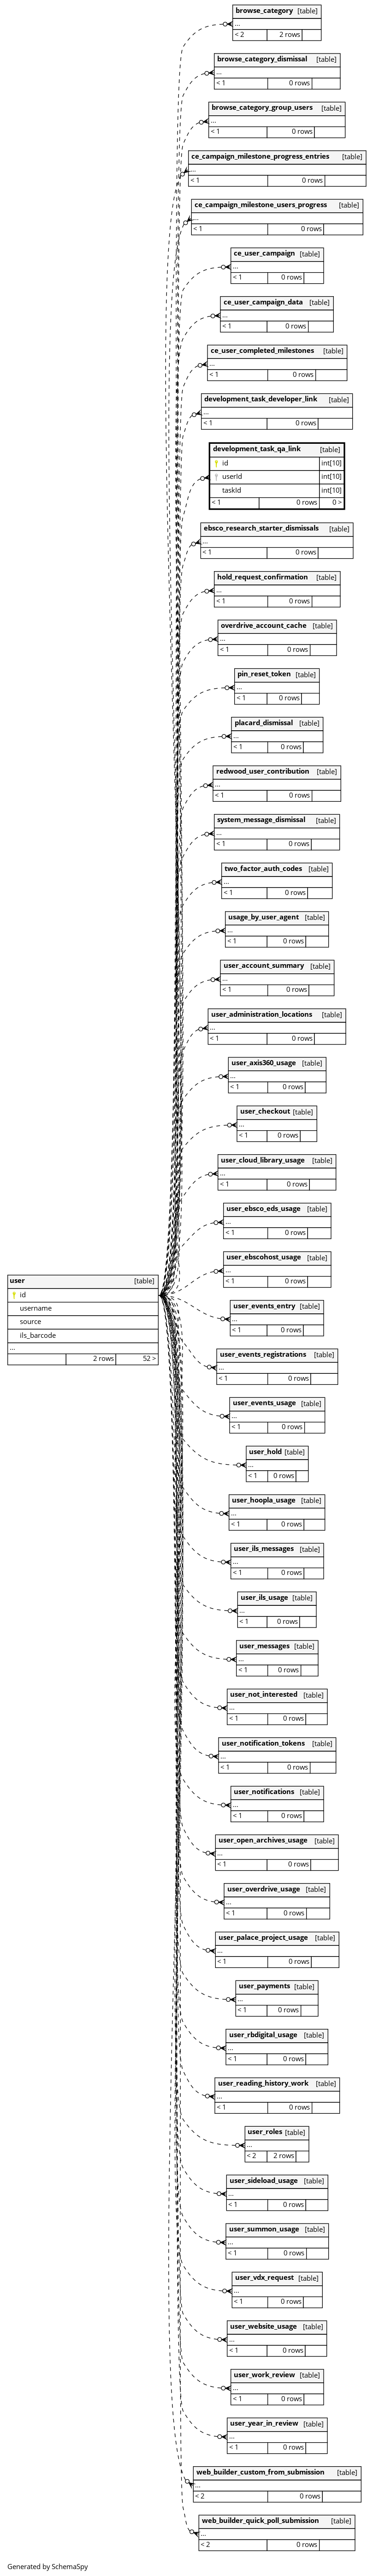 browse_category [table]
...
< 2 2 rows
browse_category_dismissal [table]
...
< 1 0 rows
browse_category_group_users [table]
...
< 1 0 rows
ce_campaign_milestone_progress_entries [table]
...
< 1 0 rows
ce_campaign_milestone_users_progress [table]
...
< 1 0 rows
ce_user_campaign [table]
...
< 1 0 rows
ce_user_campaign_data [table]
...
< 1 0 rows
ce_user_completed_milestones [table]
...
< 1 0 rows
development_task_developer_link [table]
...
< 1 0 rows
development_task_qa_link [table]
id int[10]
userId int[10]
taskId int[10]
< 1 0 rows 0 >
ebsco_research_starter_dismissals [table]
...
< 1 0 rows
hold_request_confirmation [table]
...
< 1 0 rows
overdrive_account_cache [table]
...
< 1 0 rows
pin_reset_token [table]
...
< 1 0 rows
placard_dismissal [table]
...
< 1 0 rows
redwood_user_contribution [table]
...
< 1 0 rows
system_message_dismissal [table]
...
< 1 0 rows
two_factor_auth_codes [table]
...
< 1 0 rows
usage_by_user_agent [table]
...
< 1 0 rows
user_account_summary [table]
...
< 1 0 rows
user_administration_locations [table]
...
< 1 0 rows
user_axis360_usage [table]
...
< 1 0 rows
user_checkout [table]
...
< 1 0 rows
user_cloud_library_usage [table]
...
< 1 0 rows
user_ebsco_eds_usage [table]
...
< 1 0 rows
user_ebscohost_usage [table]
...
< 1 0 rows
user [table]
id
username
source
ils_barcode
...
2 rows 52 >
user_events_entry [table]
...
< 1 0 rows
user_events_registrations [table]
...
< 1 0 rows
user_events_usage [table]
...
< 1 0 rows
user_hold [table]
...
< 1 0 rows
user_hoopla_usage [table]
...
< 1 0 rows
user_ils_messages [table]
...
< 1 0 rows
user_ils_usage [table]
...
< 1 0 rows
user_messages [table]
...
< 1 0 rows
user_not_interested [table]
...
< 1 0 rows
user_notification_tokens [table]
...
< 1 0 rows
user_notifications [table]
...
< 1 0 rows
user_open_archives_usage [table]
...
< 1 0 rows
user_overdrive_usage [table]
...
< 1 0 rows
user_palace_project_usage [table]
...
< 1 0 rows
user_payments [table]
...
< 1 0 rows
user_rbdigital_usage [table]
...
< 1 0 rows
user_reading_history_work [table]
...
< 1 0 rows
user_roles [table]
...
< 2 2 rows
user_sideload_usage [table]
...
< 1 0 rows
user_summon_usage [table]
...
< 1 0 rows
user_vdx_request [table]
...
< 1 0 rows
user_website_usage [table]
...
< 1 0 rows
user_work_review [table]
...
< 1 0 rows
user_year_in_review [table]
...
< 1 0 rows
web_builder_custom_from_submission [table]
...
< 2 0 rows
web_builder_quick_poll_submission [table]
...
< 2 0 rows
Generated by SchemaSpy